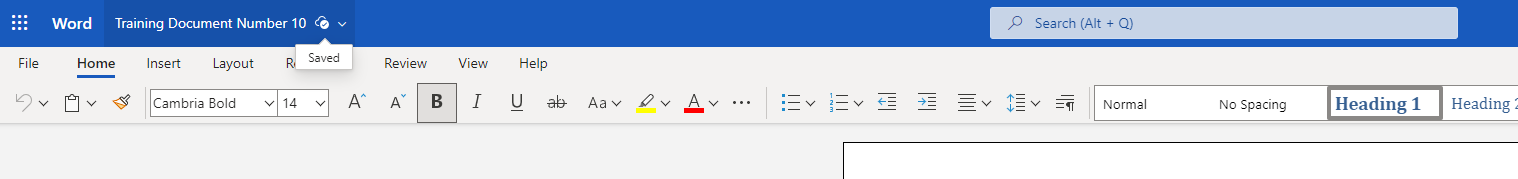 Word Training Document Number 10 Search (Alt + Q)
Saved
File Home Insert Layout Review View Help
Cambria Bold 14 A A B I U ab Aa A Normal No Spacing Heading 1 Heading 2